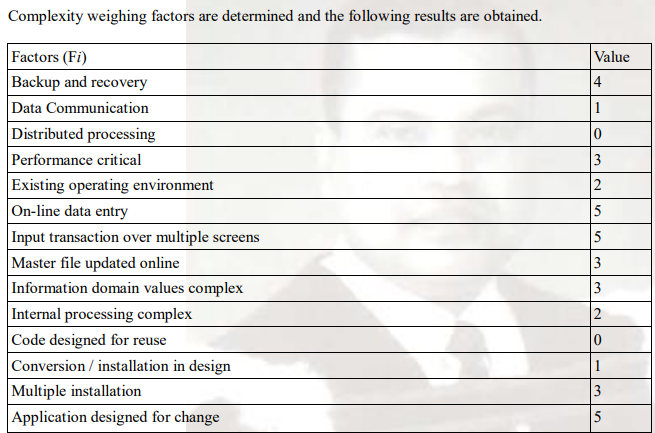 Complexity weighing factors are determined and the following results are obtained.
Factors (Fi) Value
Backup and recovery 4
Data Communication 1
Distributed processing 0
Performance critical 3
Existing operating environment 2
On-line data entry 5
Input transaction over multiple screens 5
Master file updated online 3
Information domain values complex 3
Internal processing complex 2
Code designed for reuse 0
Conversion / installation in design 1
Multiple installation 3
Application designed for change 5